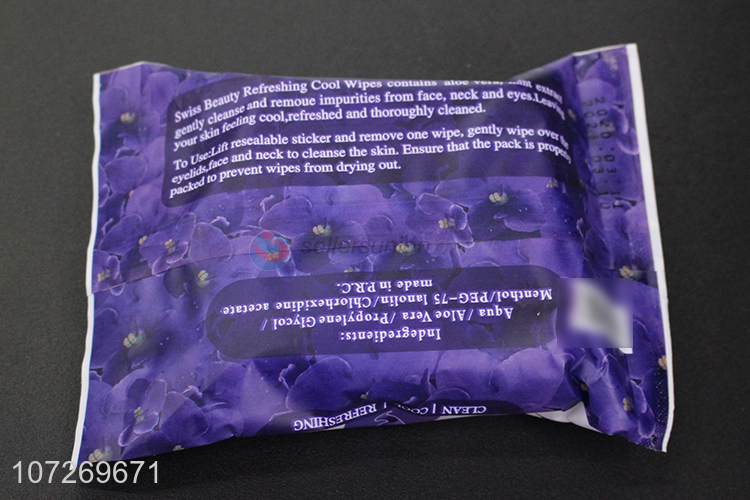 Swiss Beauty Refreshing Cool Wipes contains aloe vera, extract
gently cleanse and remoue impurities from face, neck and eyes.Leaving
your skin feeling cool,refreshed and thoroughly cleaned.
To Use:Lift resealable sticker and remove one wipe, gently wipe over the
eyelids,face and neck to cleanse the skin. Ensure that the pack is properly
packed to prevent wipes from drying out.
sellersunion
Indegredients:
Aqua / Aloe Vera / Propylene Glycol /
Menthol/PEG-75 lanolin/Chlorhexidine acetate.
made in P.R.C.
CLEAN | COOL | REFRESHING
107269671